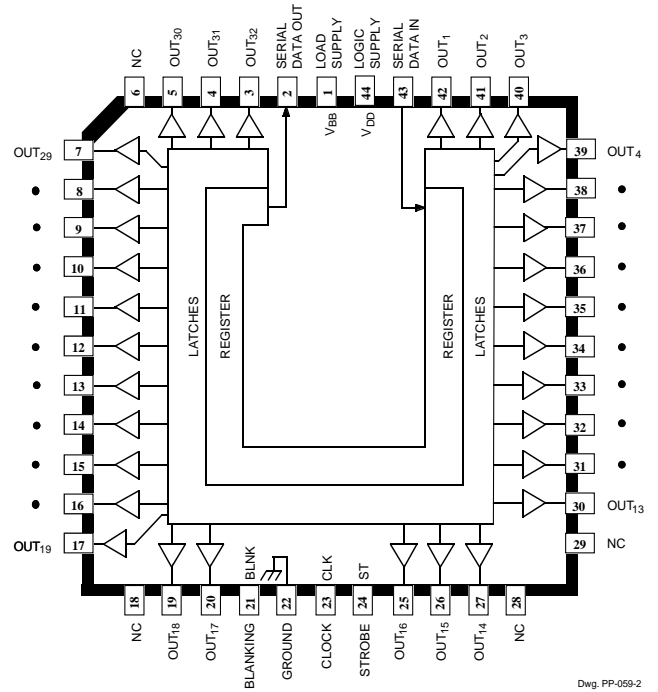 NC
OUT30
OUT31
OUT32
SERIAL DATA OUT
LOAD SUPPLY
LOGIC SUPPLY
SERIAL DATA IN
OUT1
OUT2
OUT3
6
5
4
3
2
1
44
43
42
41
40
VBB
VDD
OUT29
7
39
OUT4
8
38
9
37
10
36
11
35
12
34
13
33
14
32
15
31
16
30
OUT13
OUT19
17
29
NC
LATCHES
REGISTER
REGISTER
LATCHES
BLNK
CLK
ST
18
19
20
21
22
23
24
25
26
27
28
NC
OUT18
OUT17
BLANKING
GROUND
CLOCK
STROBE
OUT16
OUT15
OUT14
NC
Dwg. PP-059-2